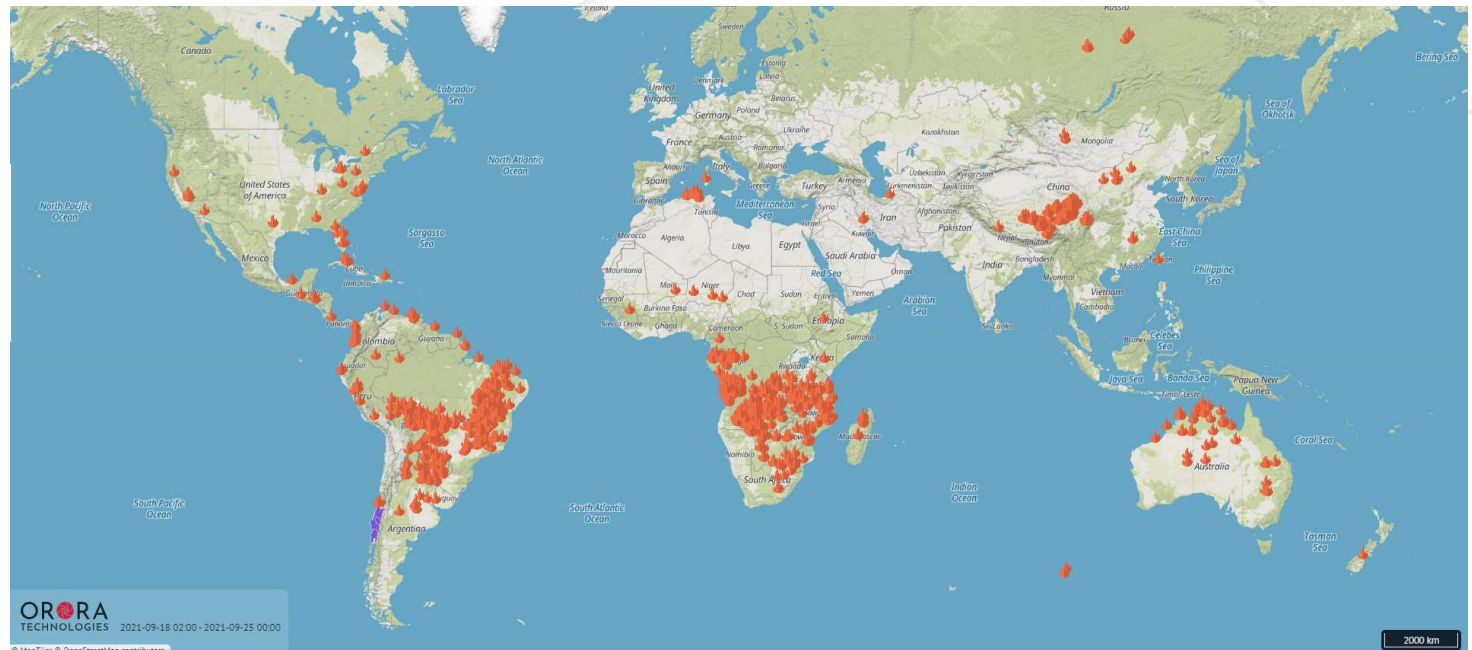 Iceland
Russia
Sweden
Canada
Bering Sea
Estonia
Latvia
Denmark
United Kingdom
Belarus
Labrador Sea
Sea of Okhotsk
Germany
Poland
Ukraine
Kazakhstan
Austria
France
Romania
Mongolia
North Atlantic Ocean
Andorra
Italy
Bulgaria
Sea of Japan
Uzbekistan
Kyrgyzstan
North Korea
United States of America
Spain
Greece
Turkey
Armenia
Turkmenistan
Tajikistan
China
South Korea
Gibraltar
Tunisia
Mediterranean Sea
Syria
Iran
Afghanistan
North Pacific Ocean
Sargasso Sea
Morocco
Israel
Kuwait
Pakistan
Nepal
Bhutan
East China Sea
Algeria
Libya
Egypt
Mexico
Cuba
Saudi Arabia
India
Bangladesh
Macao
Taiwan
Philippine Sea
Jamaica
Mauritania
Red Sea
Oman
Myanmar
Mali
Niger
Chad
Sudan
Eritrea
Yemen
Arabian Sea
Vietnam
Senegal
Burkina Faso
Cambodia
Sierra Leone
Ghana
Cameroon
S. Sudan
Ethiopia
Somalia
Sri Lanka
Panama
Colombia
Guyana
Brunei
Celebes Sea
Kenya
Rwanda
Ecuador
Java Sea
Banda Sea
Papua New Guinea
Peru
Timor-Leste
Madagascar
Coral Sea
Namibia
Australia
South Africa
Indian Ocean
South Pacific Ocean
Uruguay
South Atlantic Ocean
Argentina
Tasman Sea
ORORA
TECHNOLOGIES 2021-09-18 02:00 - 2021-09-25 00:00
2000 km
© MapTiler © OpenStreetMap contributors